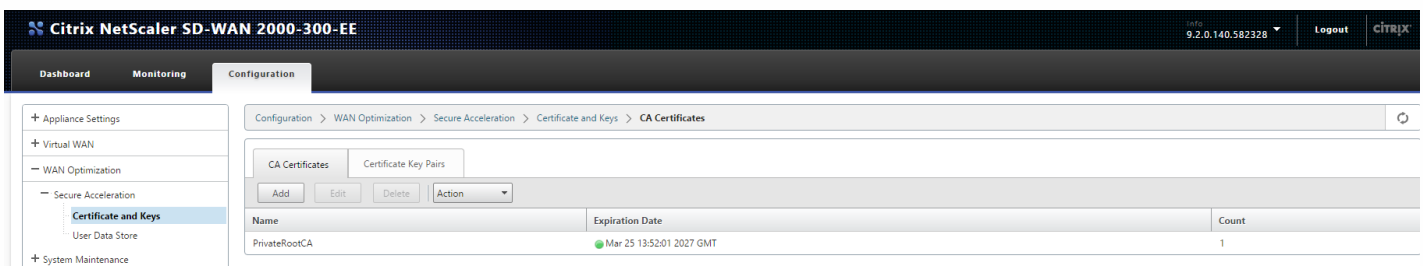 Citrix NetScaler SD-WAN 2000-300-EE
Info
9.2.0.140.582328
Logout
CITRIX
Dashboard Monitoring Configuration
+ Appliance Settings
+ Virtual WAN
− WAN Optimization
− Secure Acceleration
Certificate and Keys
User Data Store
+ System Maintenance
Configuration > WAN Optimization > Secure Acceleration > Certificate and Keys > CA Certificates
CA Certificates Certificate Key Pairs
Add Edit Delete Action
Name Expiration Date Count
PrivateRootCA Mar 25 13:52:01 2027 GMT 1